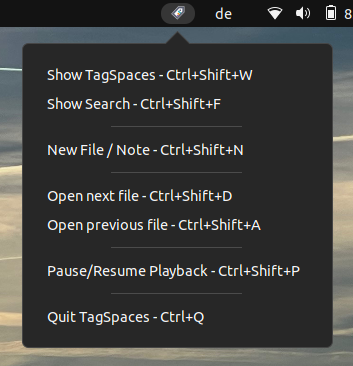 de
8
Show TagSpaces - Ctrl+Shift+W
Show Search - Ctrl+Shift+F
New File / Note - Ctrl+Shift+N
Open next file - Ctrl+Shift+D
Open previous file - Ctrl+Shift+A
Pause/Resume Playback - Ctrl+Shift+P
Quit TagSpaces - Ctrl+Q